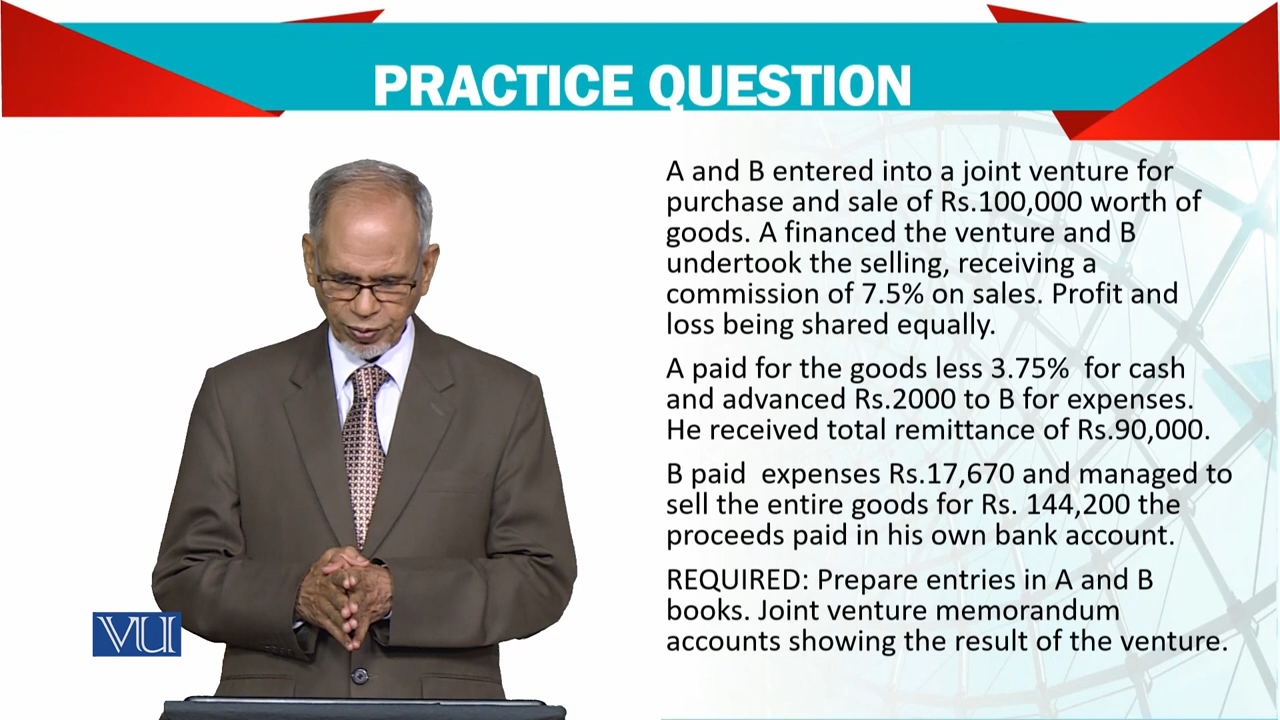 PRACTICE QUESTION
A and B entered into a joint venture for
purchase and sale of Rs.100,000 worth of
goods. A financed the venture and B
undertook the selling, receiving a
commission of 7.5% on sales. Profit and
loss being shared equally.
A paid for the goods less 3.75% for cash
and advanced Rs.2000 to B for expenses.
He received total remittance of Rs.90,000.
B paid expenses Rs.17,670 and managed to
sell the entire goods for Rs. 144,200 the
proceeds paid in his own bank account.
REQUIRED: Prepare entries in A and B
books. Joint venture memorandum
accounts showing the result of the venture.
VU